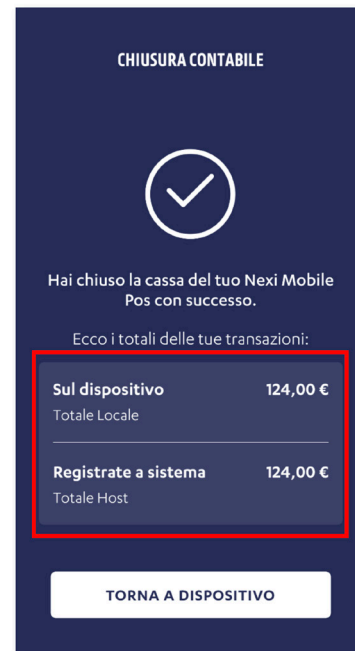 CHIUSURA CONTABILE
Hai chiuso la cassa del tuo Nexi Mobile
Pos con successo.
Ecco i totali delle tue transazioni:
Sul dispositivo 124,00 €
Totale Locale
Registrate a sistema 124,00 €
Totale Host
TORNA A DISPOSITIVO